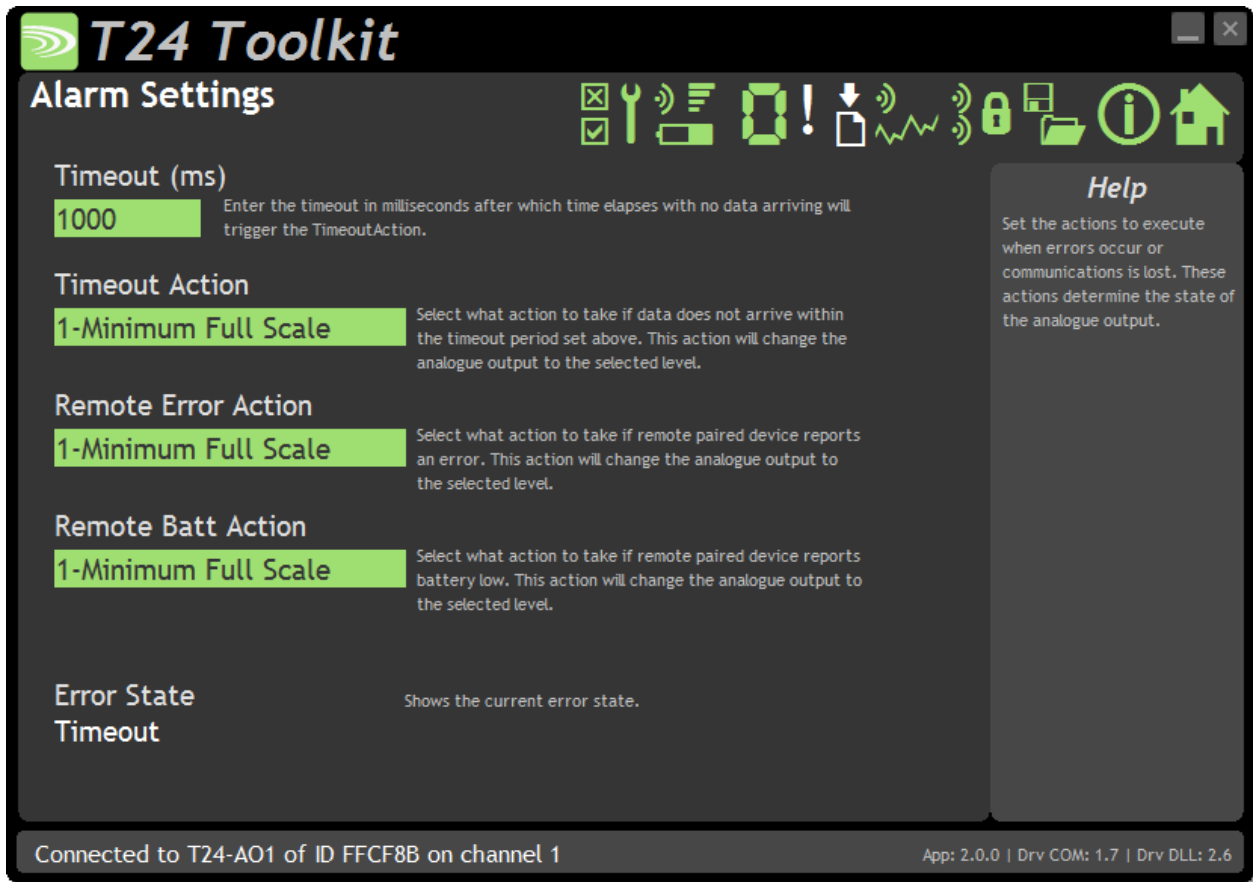 T24 Toolkit
Alarm Settings
Timeout (ms)
1000
Enter the timeout in milliseconds after which time elapses with no data arriving will
trigger the TimeoutAction.
Timeout Action
1-Minimum Full Scale
Select what action to take if data does not arrive within
the timeout period set above. This action will change the
analogue output to the selected level.
Remote Error Action
1-Minimum Full Scale
Select what action to take if remote paired device reports
an error. This action will change the analogue output to
the selected level.
Remote Batt Action
1-Minimum Full Scale
Select what action to take if remote paired device reports
battery low. This action will change the analogue output to
the selected level.
Error State
Shows the current error state.
Timeout
Help
Set the actions to execute
when errors occur or
communications is lost. These
actions determine the state of
the analogue output.
Connected to T24-AO1 of ID FFCF8B on channel 1
App: 2.0.0 | Drv COM: 1.7 | Drv DLL: 2.6